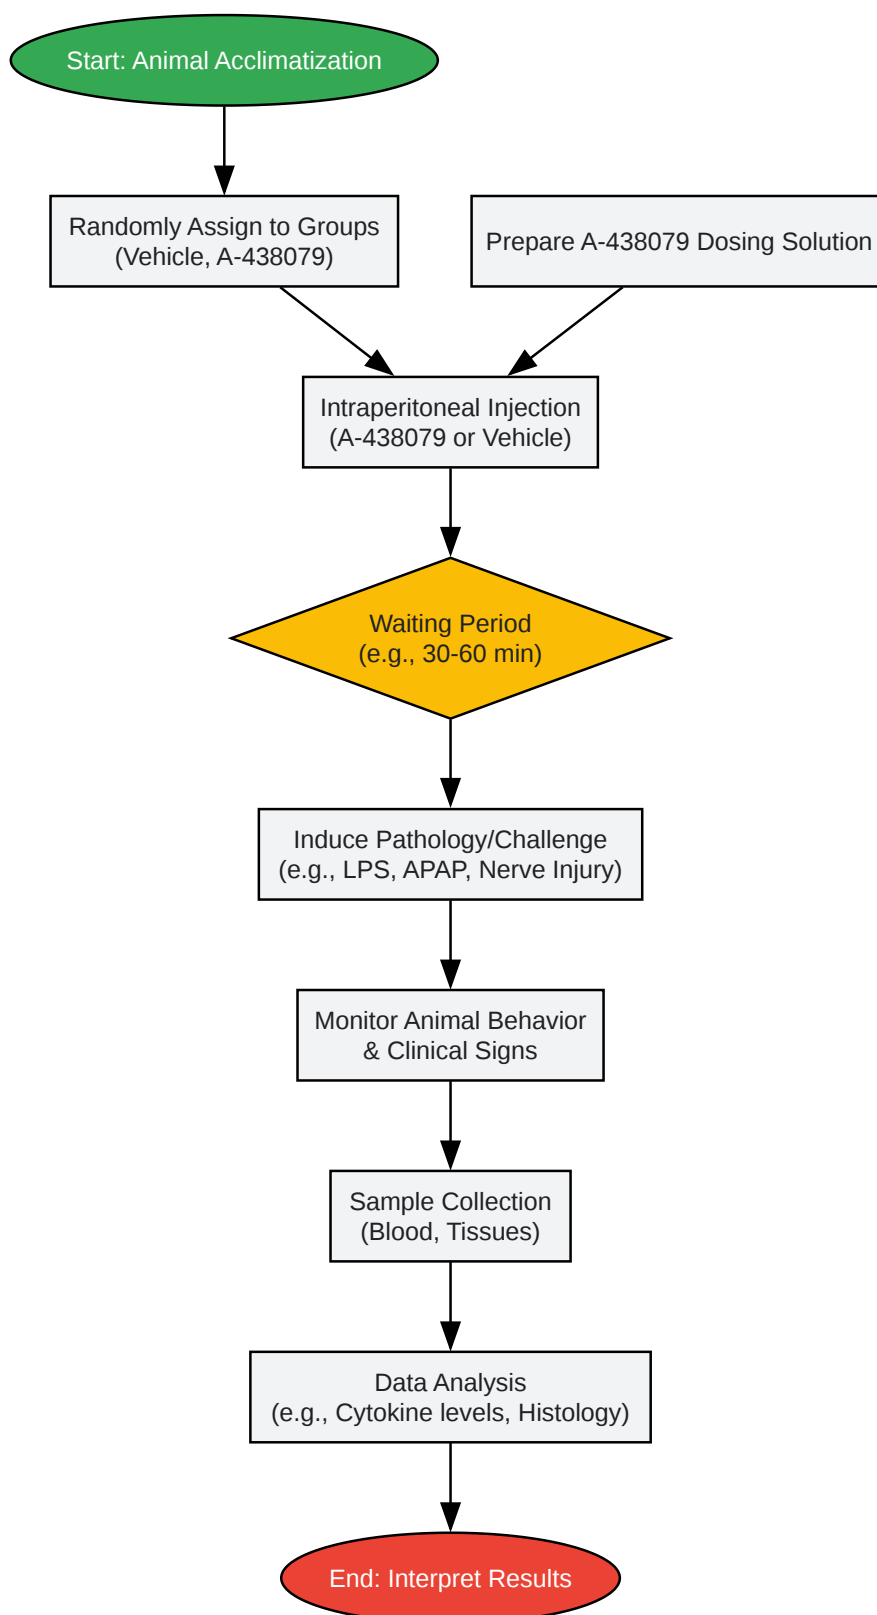 Start: Animal Acclimatization
Randomly Assign to Groups
(Vehicle, A-438079)
Prepare A-438079 Dosing Solution
Intraperitoneal Injection
(A-438079 or Vehicle)
Waiting Period
(e.g., 30-60 min)
Induce Pathology/Challenge
(e.g., LPS, APAP, Nerve Injury)
Monitor Animal Behavior
& Clinical Signs
Sample Collection
(Blood, Tissues)
Data Analysis
(e.g., Cytokine levels, Histology)
End: Interpret Results